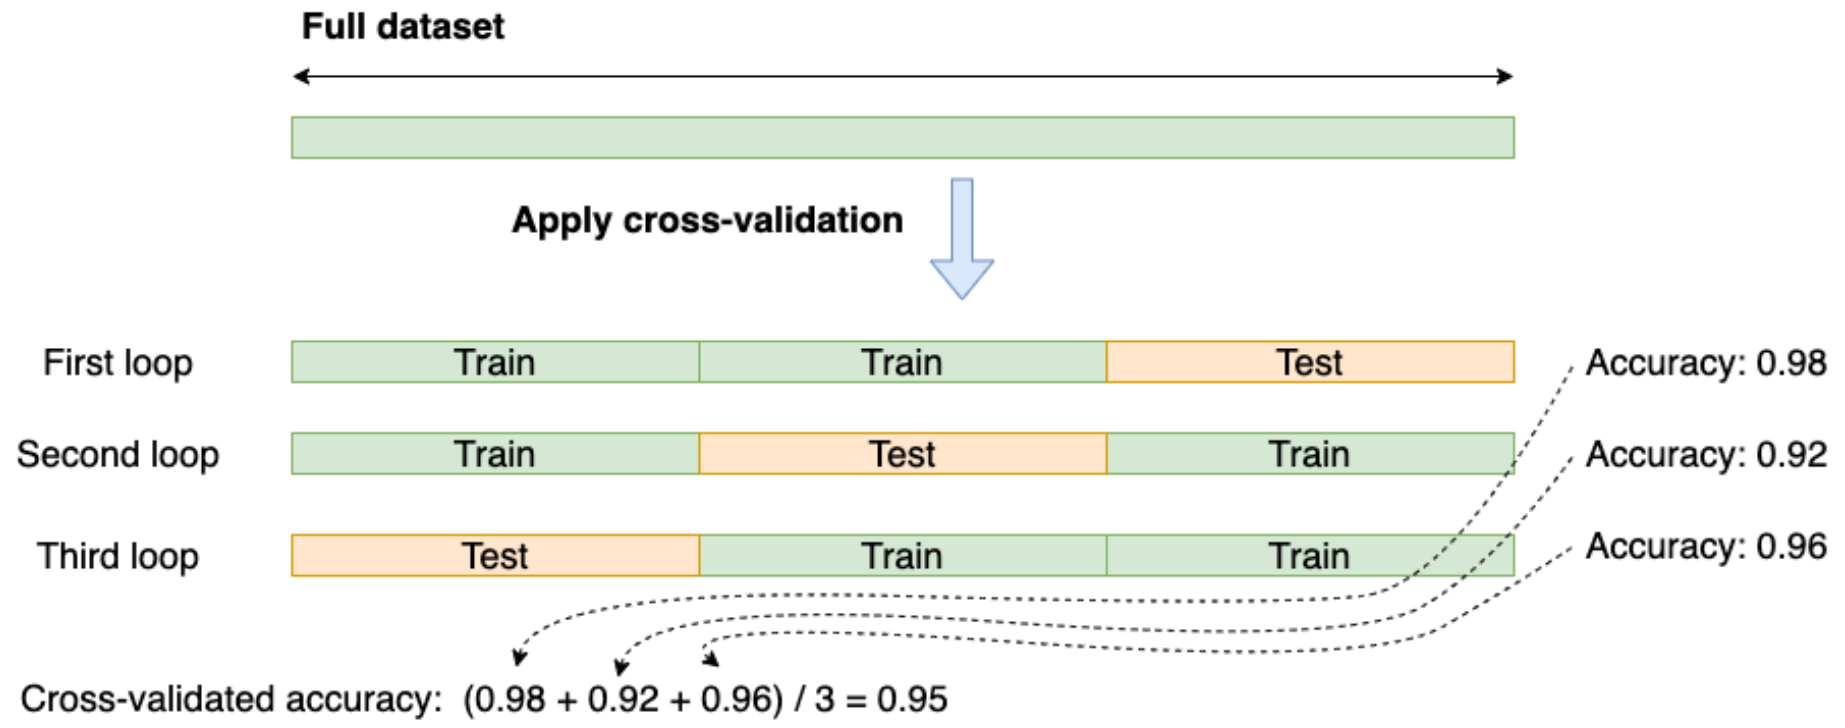 Full dataset
Apply cross-validation
First loop Train Train Test Accuracy: 0.98
Second loop Train Test Train Accuracy: 0.92
Third loop Test Train Train Accuracy: 0.96
Cross-validated accuracy: (0.98 + 0.92 + 0.96) / 3 = 0.95